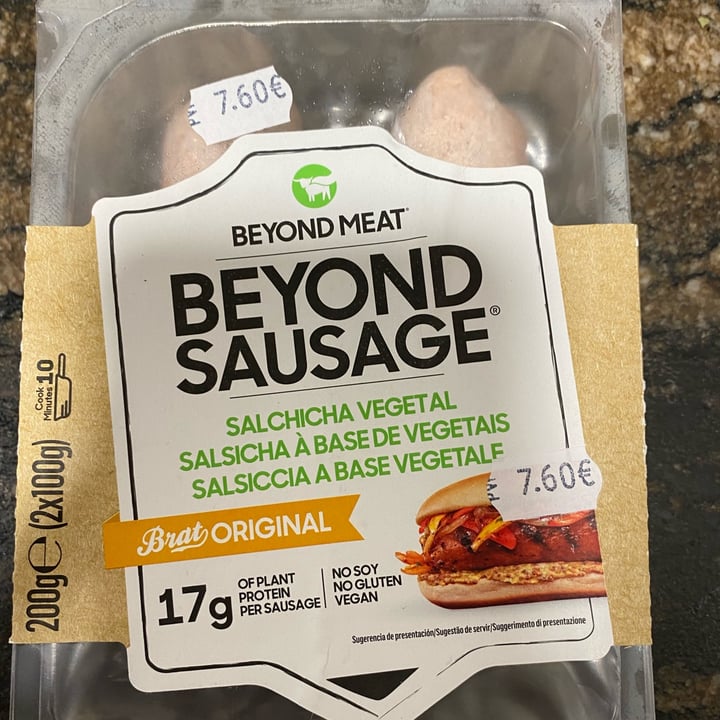 7.60€
BEYOND MEAT®
BEYOND
SAUSAGE®
SALCHICHA VEGETAL
SALSICHA À BASE DE VEGETAIS
SALSICCIA A BASE VEGETALE
7.60€
Brat ORIGINAL
17g
OF PLANT
PROTEIN
PER SAUSAGE
NO SOY
NO GLUTEN
VEGAN
Sugerencia de presentación/Sugestão de servir/Suggerimento di presentazione
Cook 10
Minutes
200g℮ (2x100g)